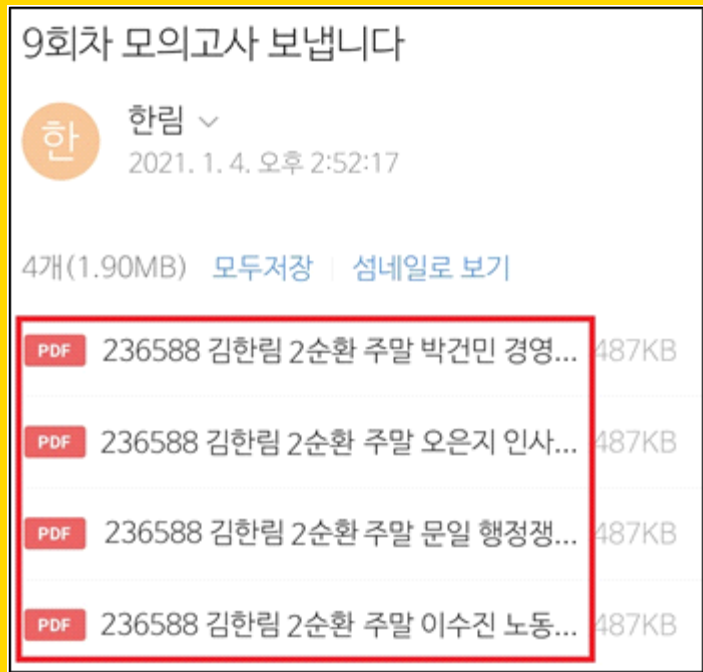 9회차 모의고사 보냅니다
한
한림
2021. 1. 4. 오후 2:52:17
4개(1.90MB) 모두저장 섬네일로 보기
PDF 236588 김한림 2순환 주말 박건민 경영... 487KB
PDF 236588 김한림 2순환 주말 오은지 인사... 487KB
PDF 236588 김한림 2순환 주말 문일 행정쟁... 487KB
PDF 236588 김한림 2순환 주말 이수진 노동... 487KB